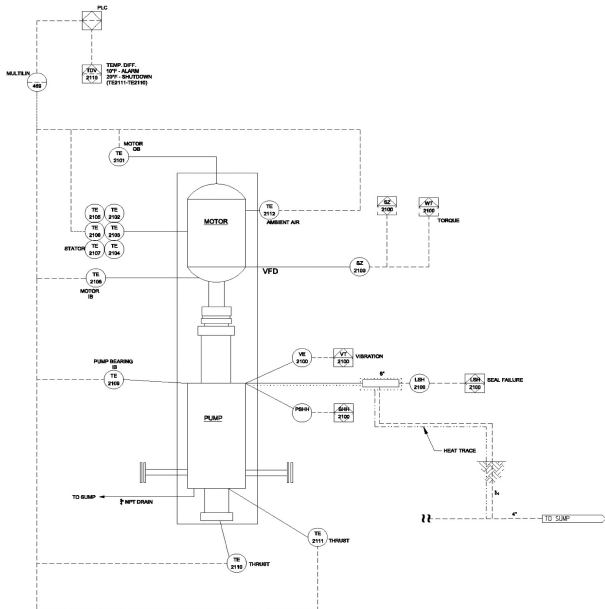 PLC
MULTILIN
469
TDY
2115
TEMP. DIFF.
10°F - ALARM
20°F - SHUTDOWN
(TE2111-TE2110)
MOTOR
OB
TE
2101
TE
2105
TE
2102
TE
2106
TE
2103
TE
2107
TE
2104
STATOR
MOTOR
TE
2112
AMBIENT AIR
SZ
2100
WT
2100
TORQUE
TE
2108
MOTOR
IB
VFD
SZ
2100
PUMP BEARING
IB
TE
2109
VE
2100
VT
2100
VIBRATION
LSH
2100
LSH
2100
SEAL FAILURE
PSHH
2100
PUMP
HEAT TRACE
TO SUMP
MPT DRAIN
4"
TO SUMP
TE
2111
THRUST
TE
2110
THRUST